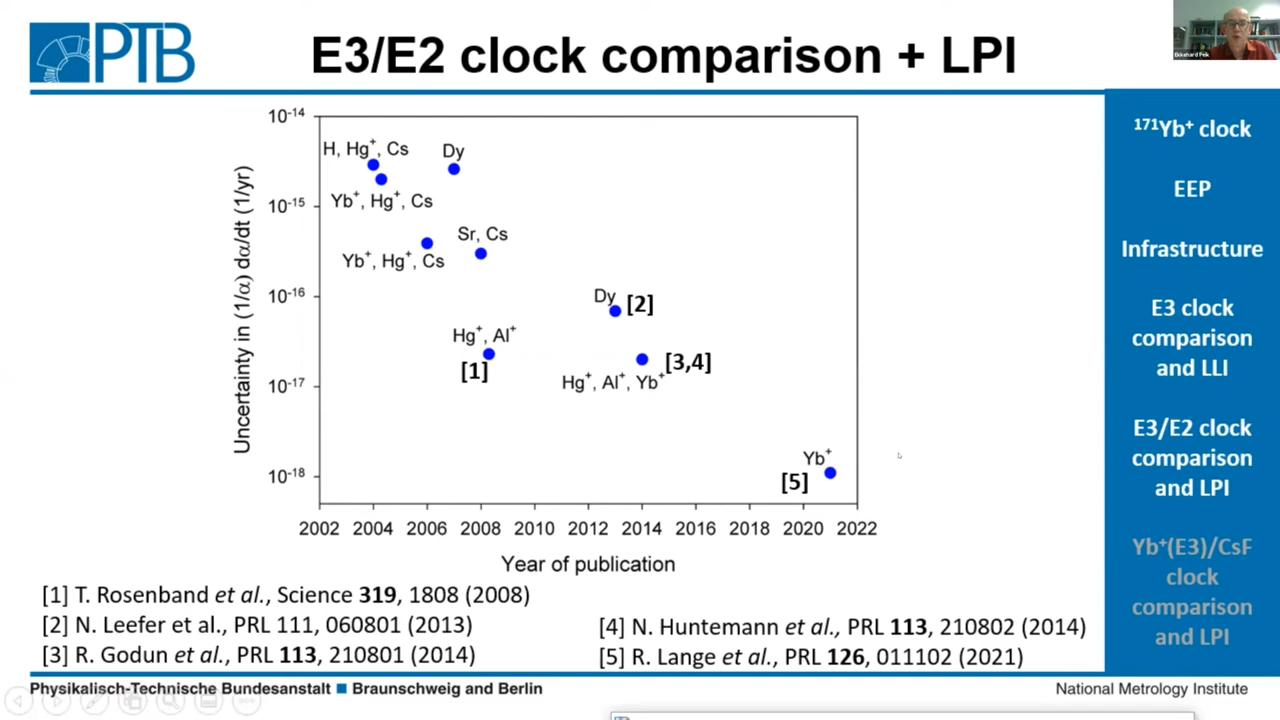 PTB
E3/E2 clock comparison + LPI
Ekkehard Peik
Uncertainty in (1/α) dα/dt (1/yr)
10⁻¹⁴
10⁻¹⁵
10⁻¹⁶
10⁻¹⁷
10⁻¹⁸
H, Hg⁺, Cs
Dy
Yb⁺, Hg⁺, Cs
Sr, Cs
Yb⁺, Hg⁺, Cs
Dy
[2]
Hg⁺, Al⁺
[1]
[3,4]
Hg⁺, Al⁺, Yb⁺
Yb⁺
[5]
2002 2004 2006 2008 2010 2012 2014 2016 2018 2020 2022
Year of publication
[1] T. Rosenband et al., Science 319, 1808 (2008)
[2] N. Leefer et al., PRL 111, 060801 (2013)
[3] R. Godun et al., PRL 113, 210801 (2014)
[4] N. Huntemann et al., PRL 113, 210802 (2014)
[5] R. Lange et al., PRL 126, 011102 (2021)
¹⁷¹Yb⁺ clock
EEP
Infrastructure
E3 clock
comparison
and LLI
E3/E2 clock
comparison
and LPI
Yb⁺(E3)/CsF
clock
comparison
and LPI
Physikalisch-Technische Bundesanstalt ■ Braunschweig and Berlin
National Metrology Institute